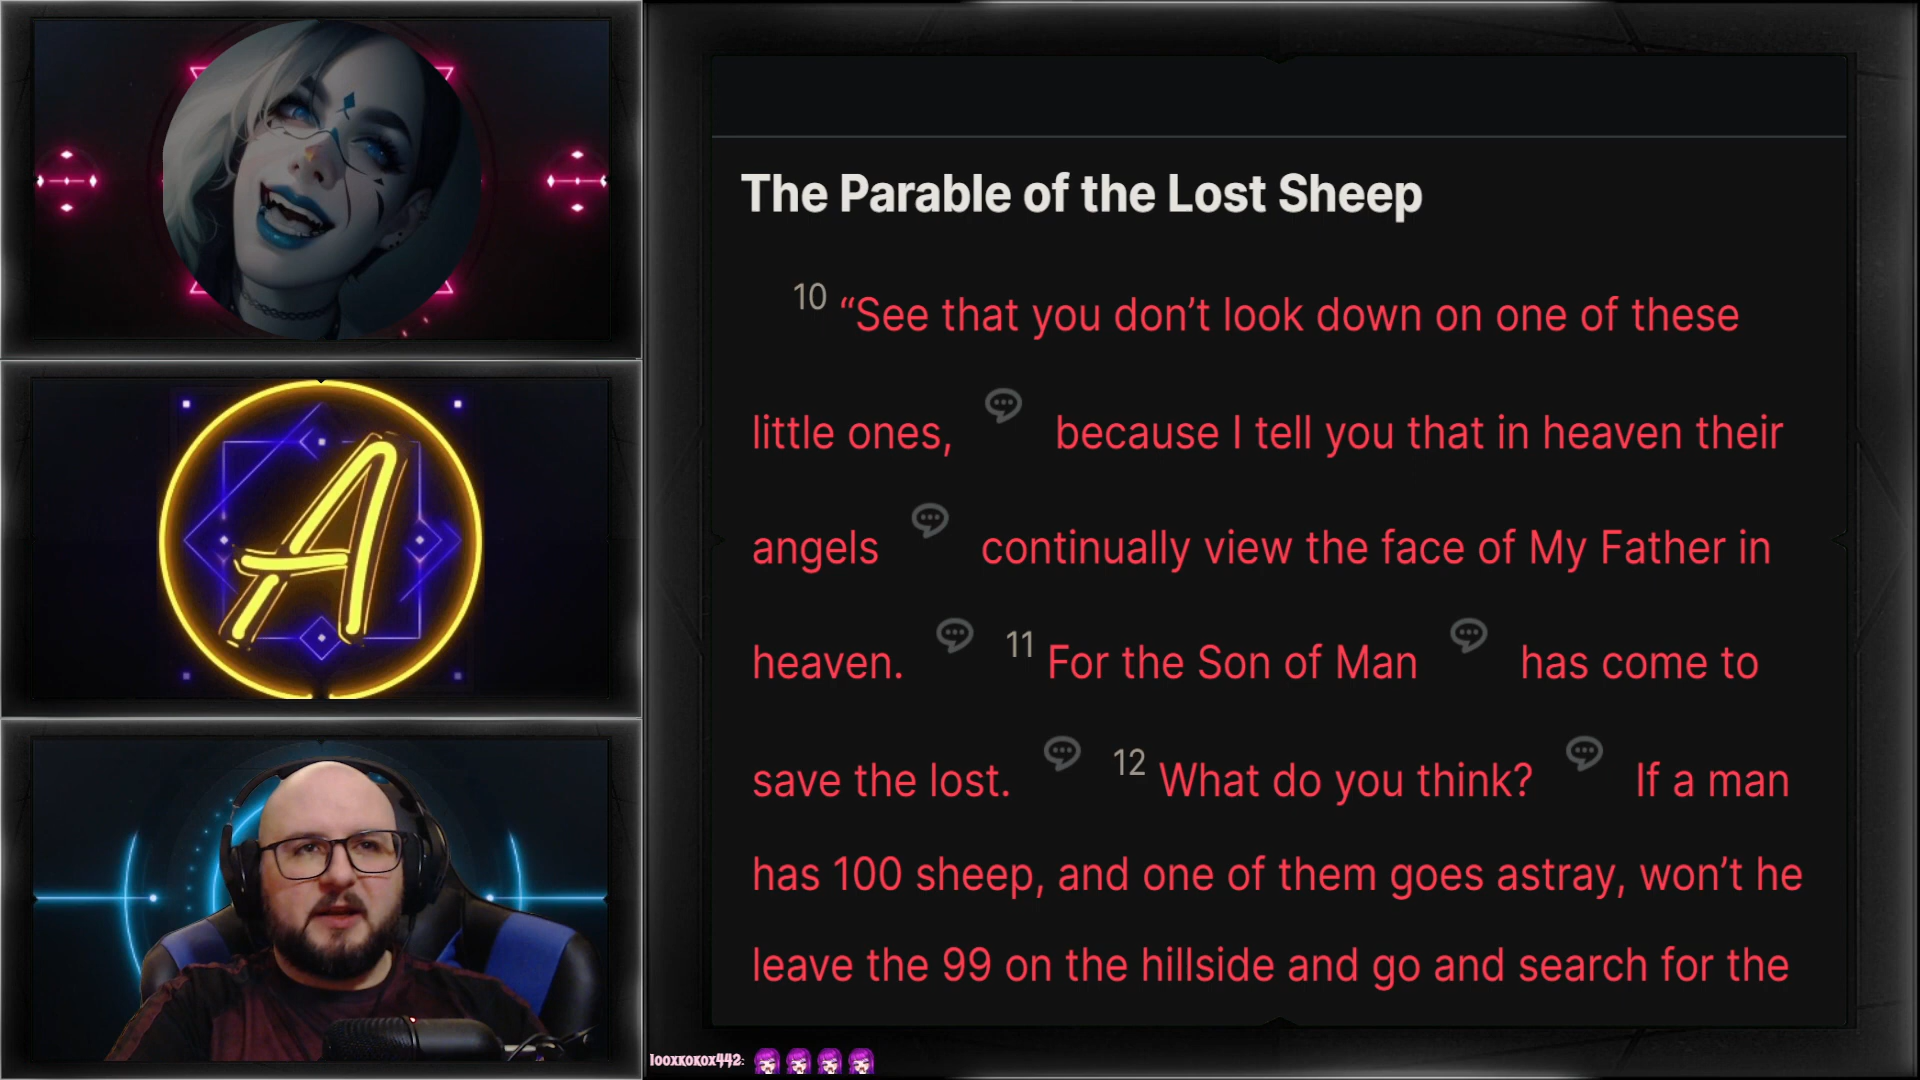 The Parable of the Lost Sheep
10 “See that you don’t look down on one of these
little ones, because I tell you that in heaven their
angels continually view the face of My Father in
heaven. 11 For the Son of Man has come to
save the lost. 12 What do you think? If a man
has 100 sheep, and one of them goes astray, won’t he
leave the 99 on the hillside and go and search for the
A
looxkokox442: